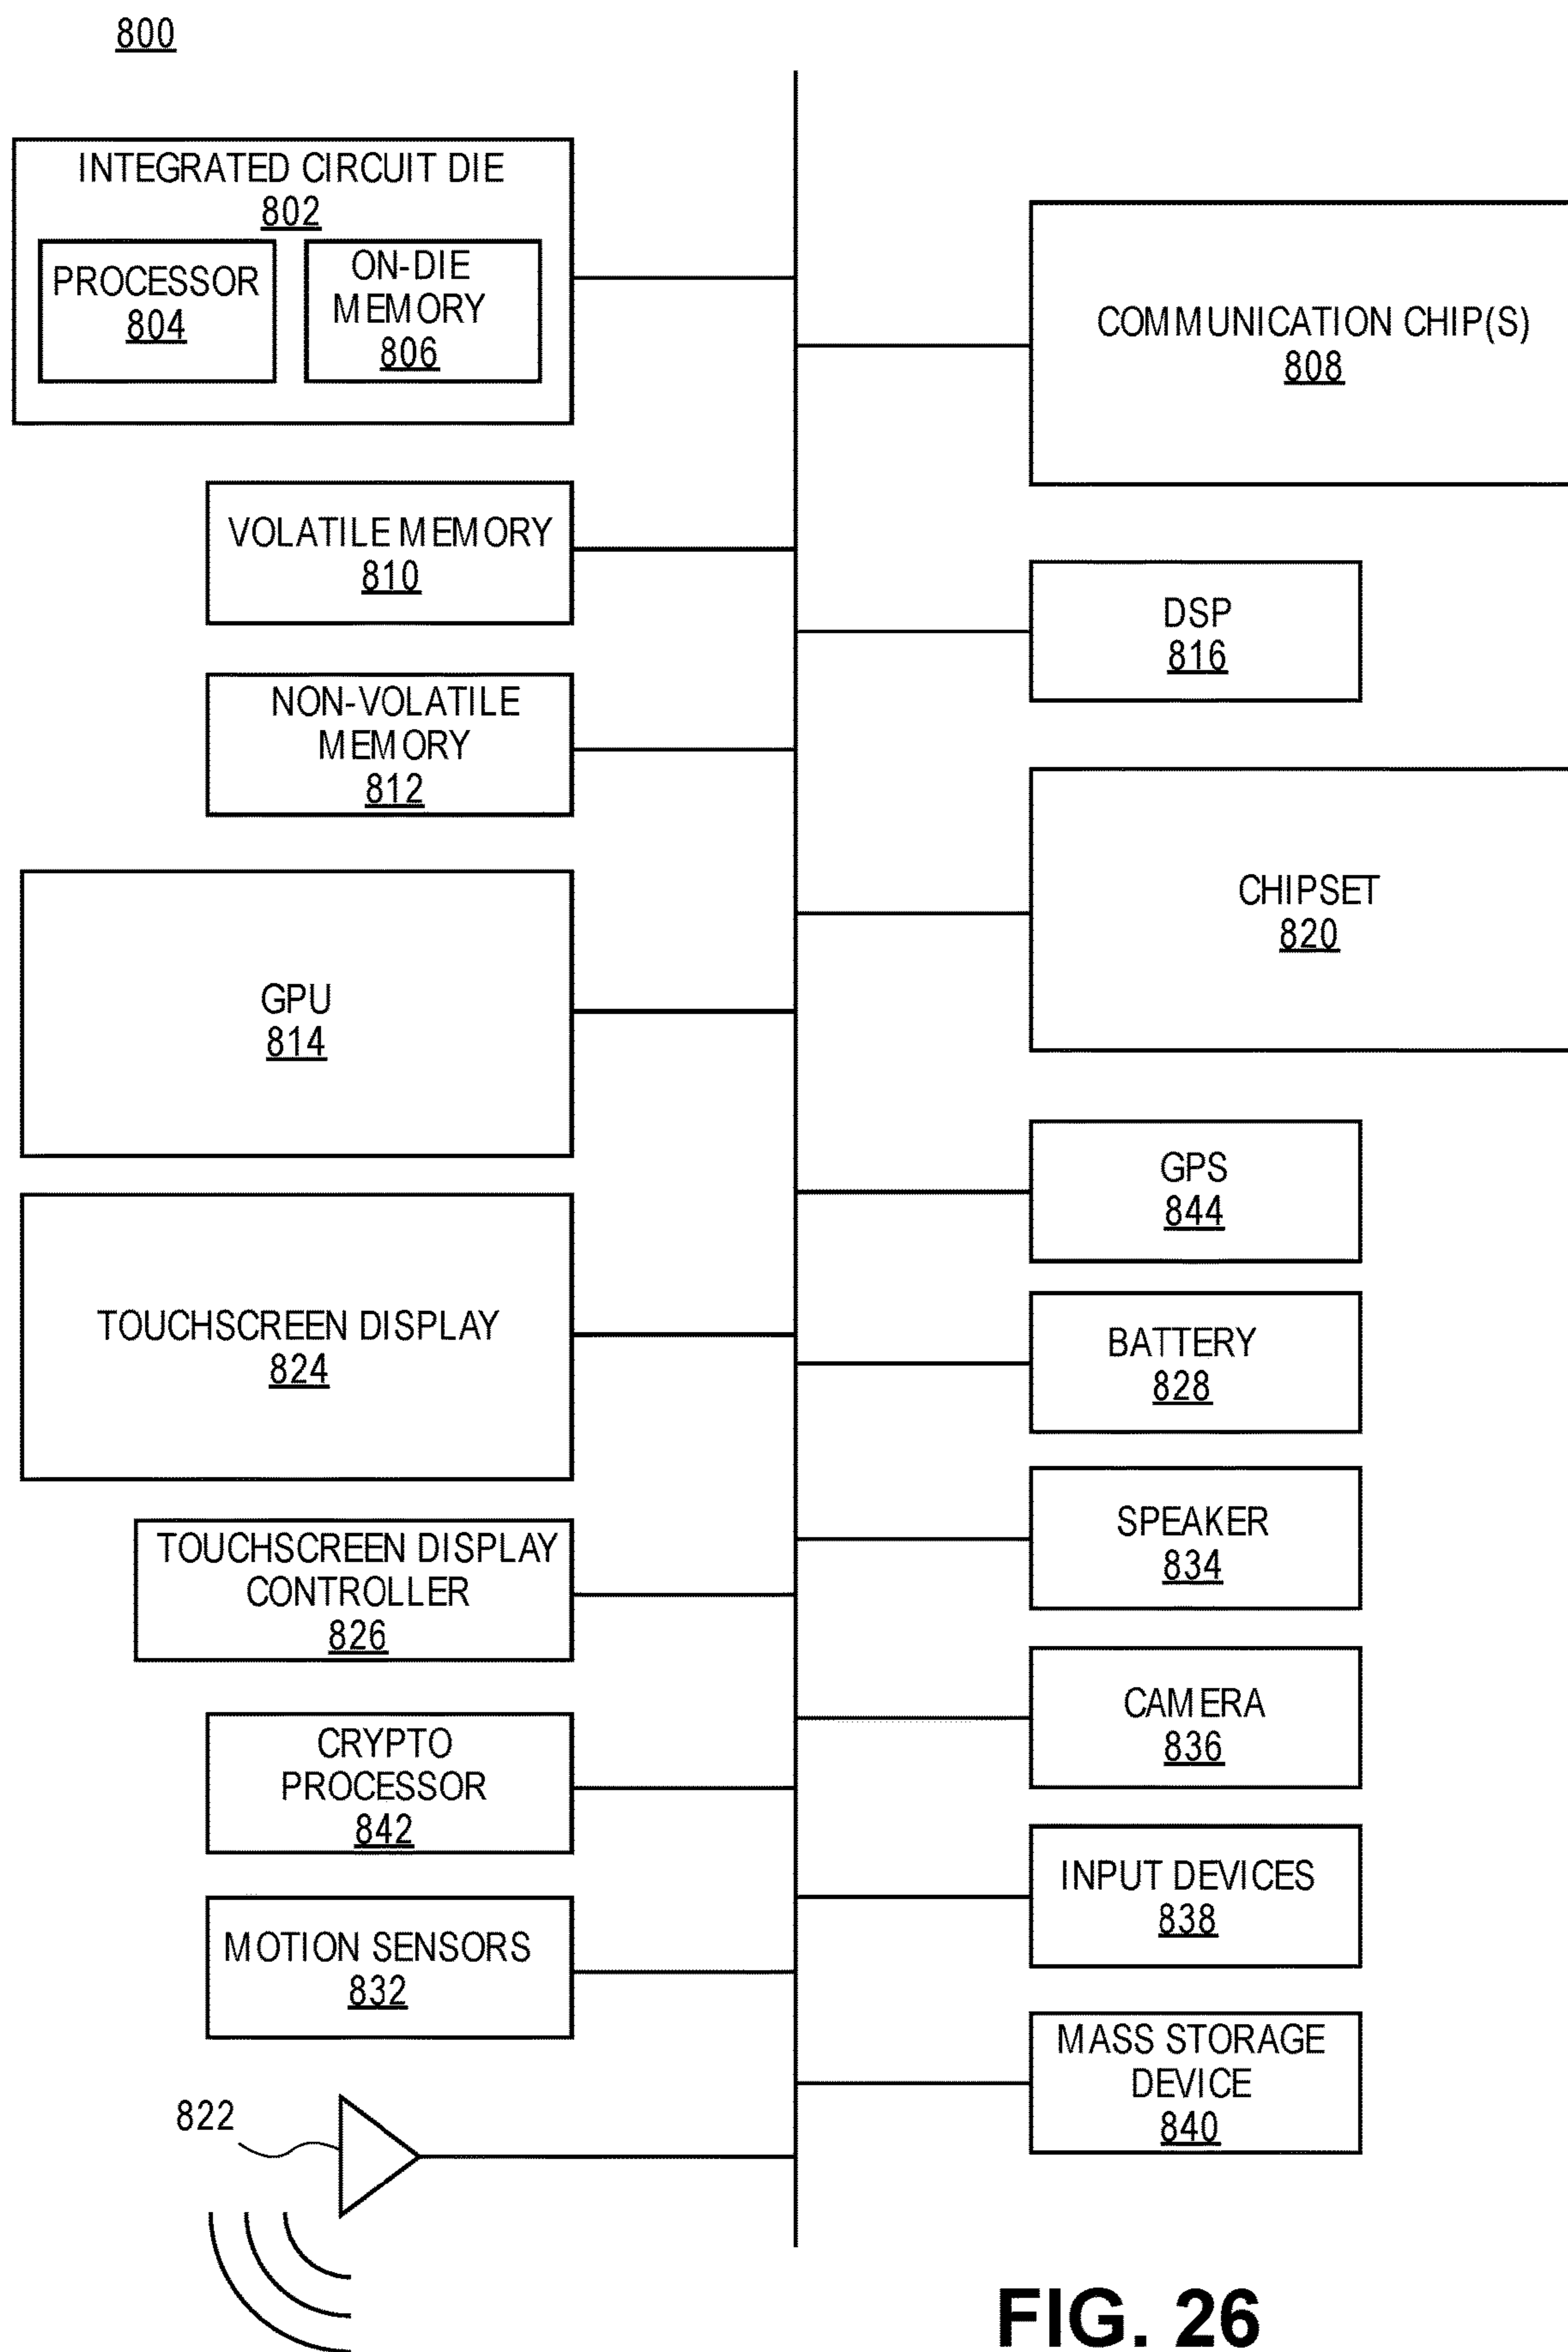 800
INTEGRATED CIRCUIT DIE
802
PROCESSOR
804
ON-DIE
MEMORY
806
VOLATILE MEMORY
810
NON-VOLATILE
MEMORY
812
GPU
814
TOUCHSCREEN DISPLAY
824
TOUCHSCREEN DISPLAY
CONTROLLER
826
CRYPTO
PROCESSOR
842
MOTION SENSORS
832
822
COMMUNICATION CHIP(S)
808
DSP
816
CHIPSET
820
GPS
844
BATTERY
828
SPEAKER
834
CAMERA
836
INPUT DEVICES
838
MASS STORAGE
DEVICE
840
FIG. 26